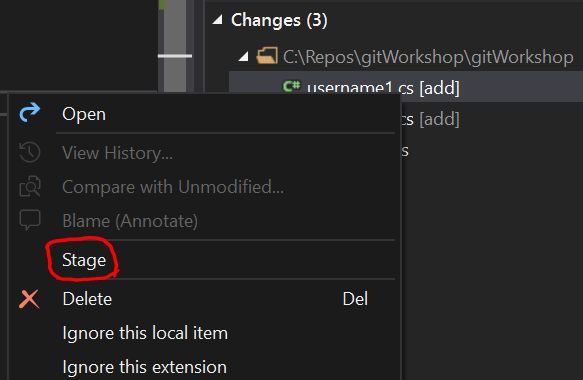 Changes (3)
C:\Repos\gitWorkshop\gitWorkshop
C# username1.cs [add]
cs [add]
s
Open
View History...
Compare with Unmodified...
Blame (Annotate)
Stage
Delete Del
Ignore this local item
Ignore this extension